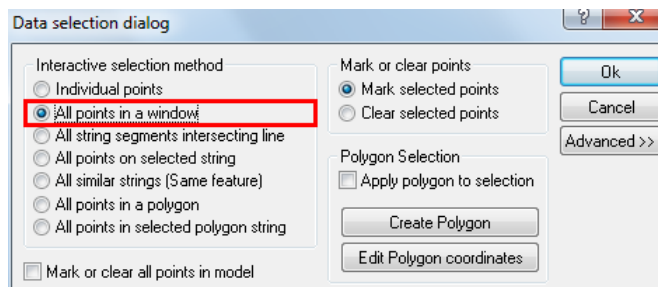 Data selection dialog
Interactive selection method
Individual points
All points in a window
All string segments intersecting line
All points on selected string
All similar strings (Same feature)
All points in a polygon
All points in selected polygon string
Mark or clear all points in model
Mark or clear points
Mark selected points
Clear selected points
Polygon Selection
Apply polygon to selection
Create Polygon
Edit Polygon coordinates
Ok
Cancel
Advanced >>